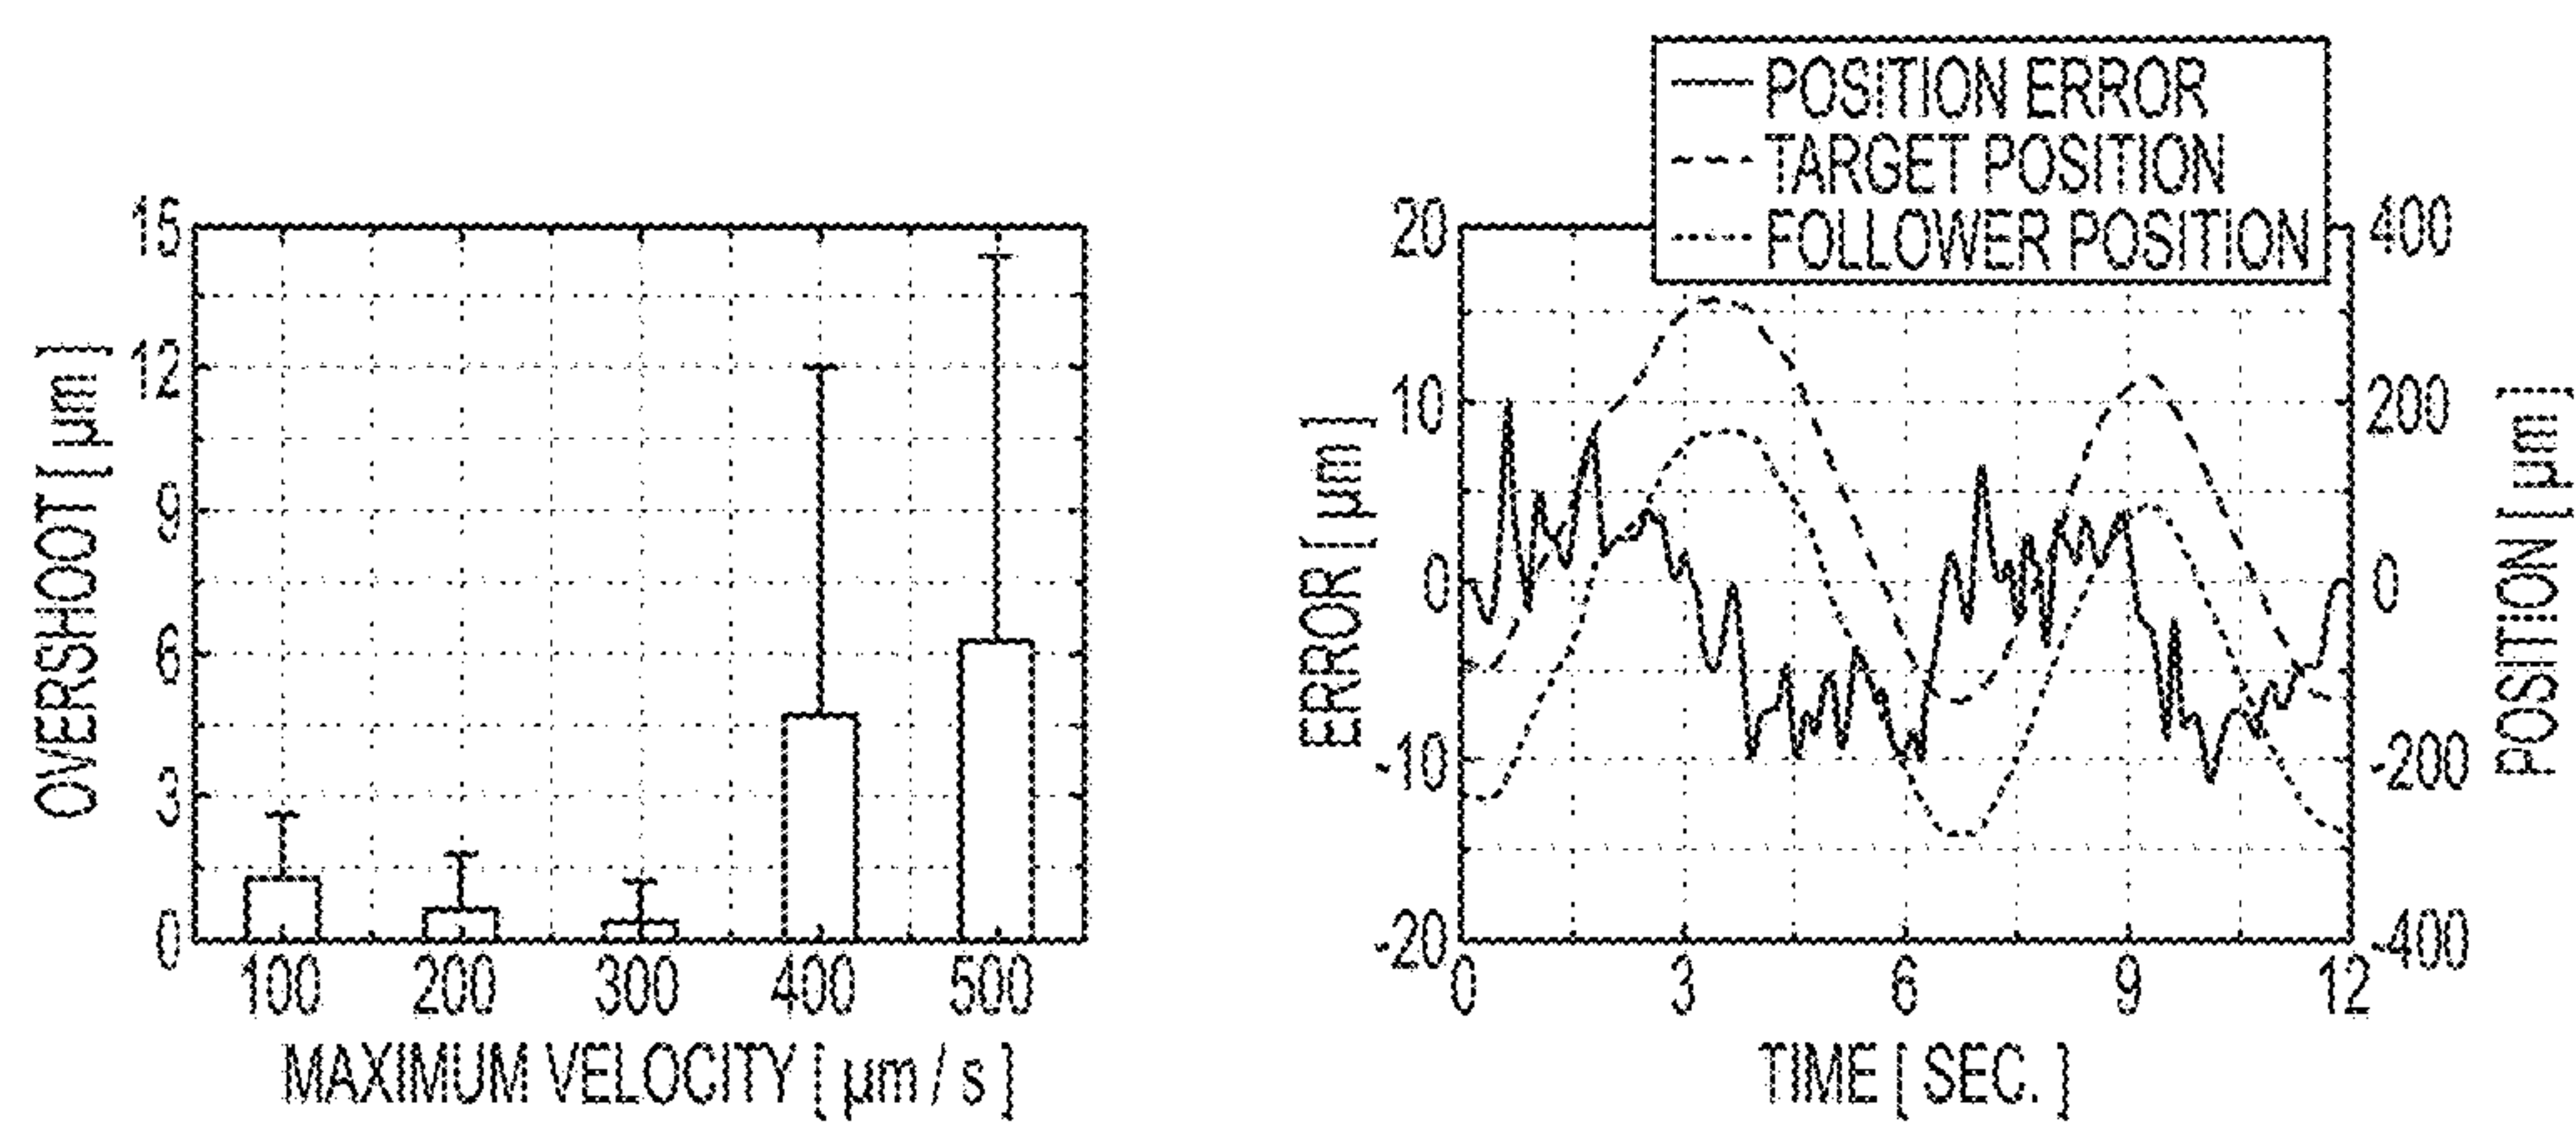 15
12
9
6
3
0
OVERSHOOT [ µm ]
100 200 300 400 500
MAXIMUM VELOCITY [ µm / s ]
POSITION ERROR
TARGET POSITION
FOLLOWER POSITION
20
10
0
-10
-20
ERROR [ µm ]
400
200
0
-200
-400
POSITION [ µm ]
0 3 6 9 12
TIME [ SEC. ]